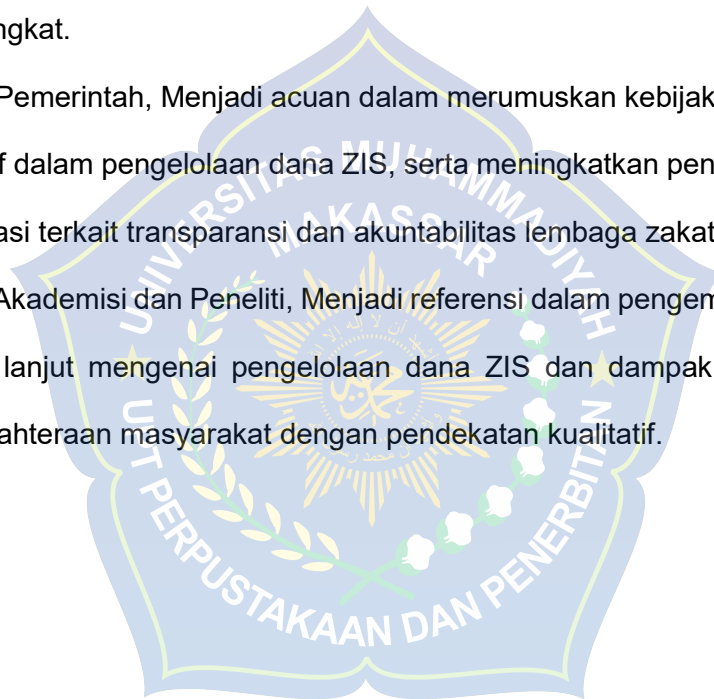 ngkat.
Pemerintah, Menjadi acuan dalam merumuskan kebijak
f dalam pengelolaan dana ZIS, serta meningkatkan pen
asi terkait transparansi dan akuntabilitas lembaga zakat
Akademisi dan Peneliti, Menjadi referensi dalam pengem
lanjut mengenai pengelolaan dana ZIS dan dampak
ahteraan masyarakat dengan pendekatan kualitatif.
UNIVERSITAS MUHAMMADIYAH
MAKASSAR
UPT PERPUSTAKAAN DAN PENERBITAN